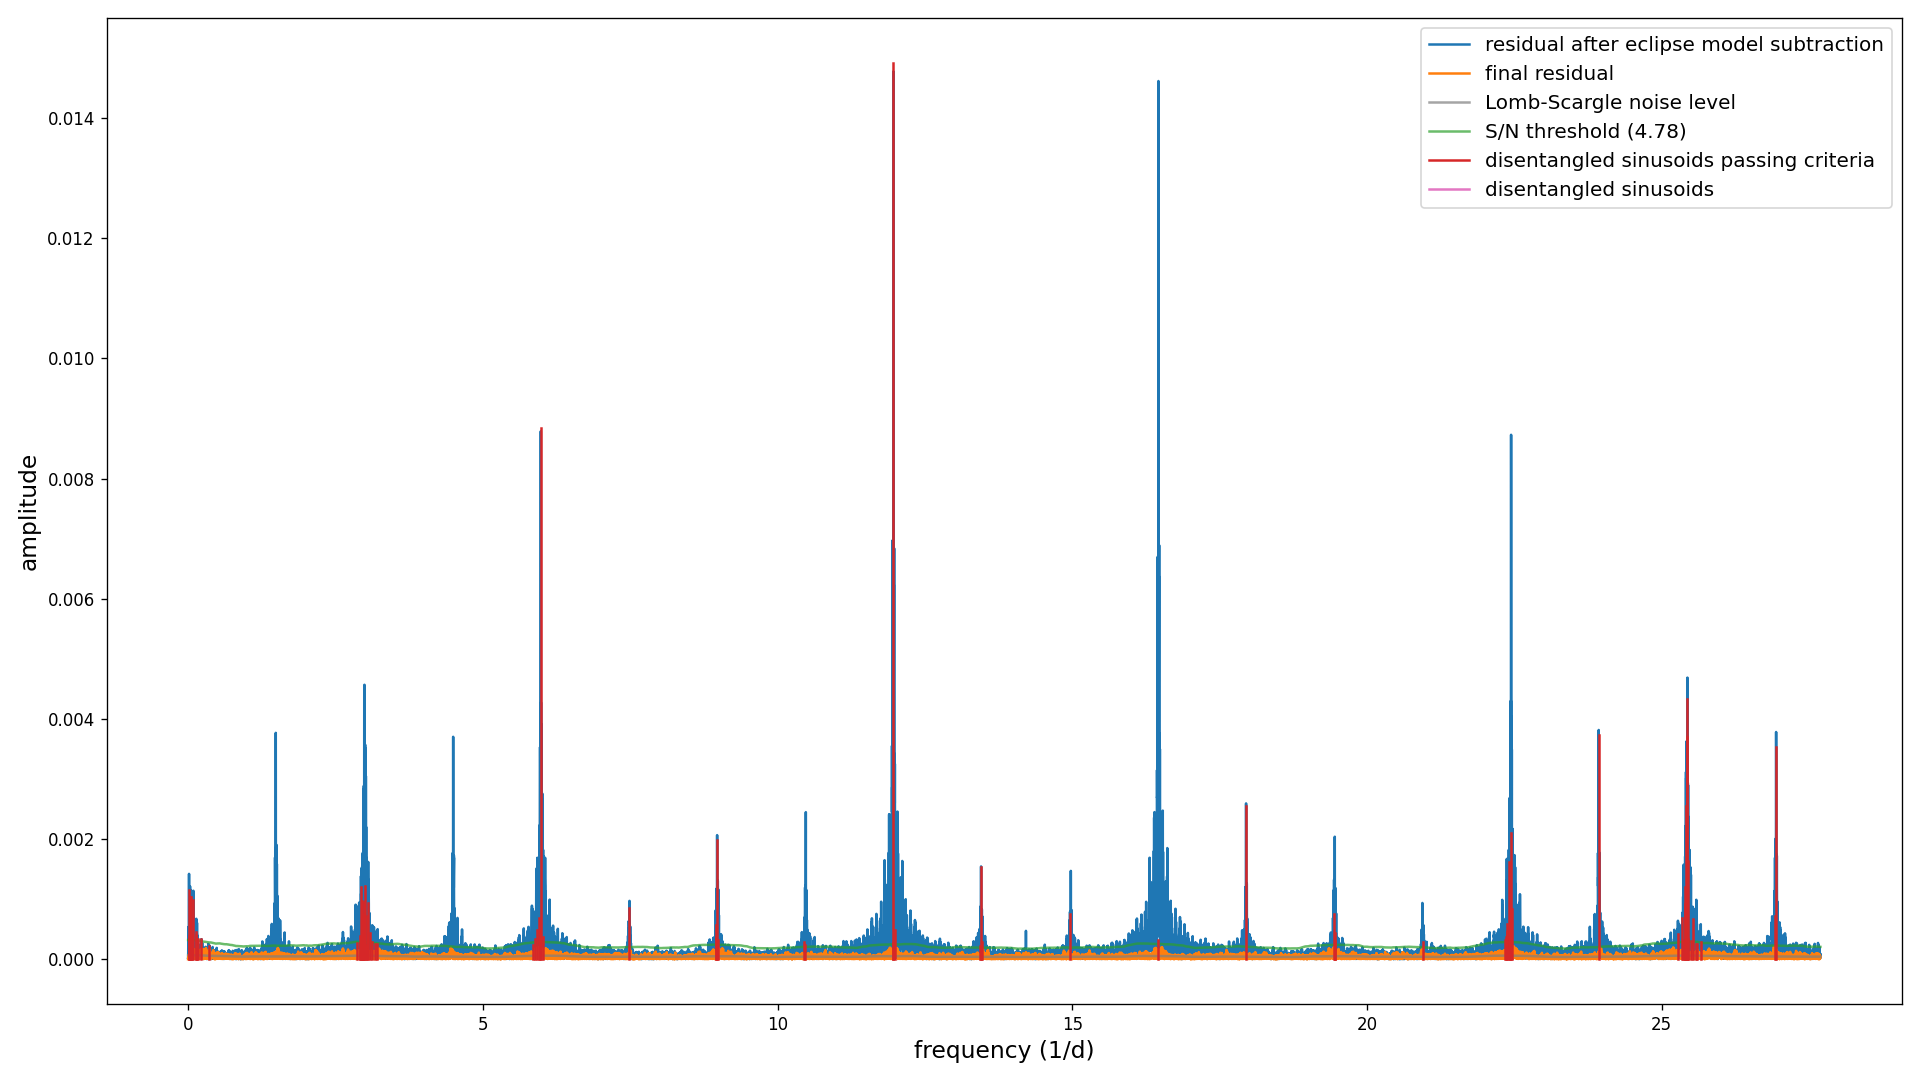 residual after eclipse model subtraction
final residual
Lomb-Scargle noise level
S/N threshold (4.78)
disentangled sinusoids passing criteria
disentangled sinusoids
0.014
0.012
0.010
0.008
0.006
0.004
0.002
0.000
amplitude
0 5 10 15 20 25
frequency (1/d)